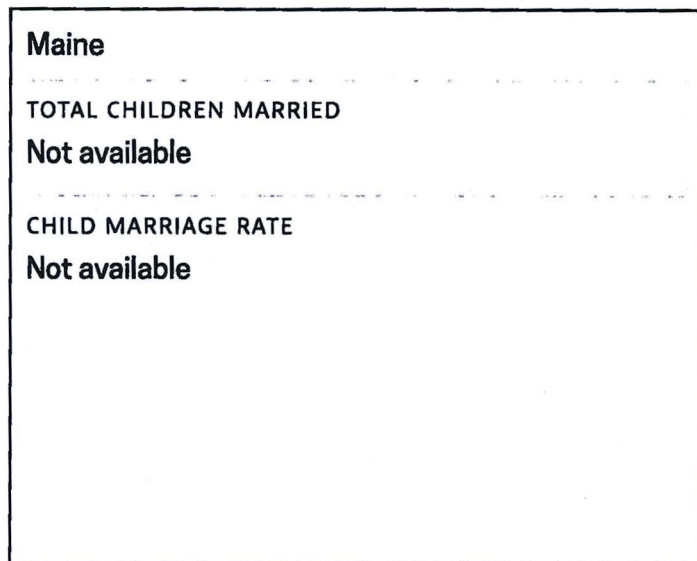 Maine
TOTAL CHILDREN MARRIED
Not available
CHILD MARRIAGE RATE
Not available